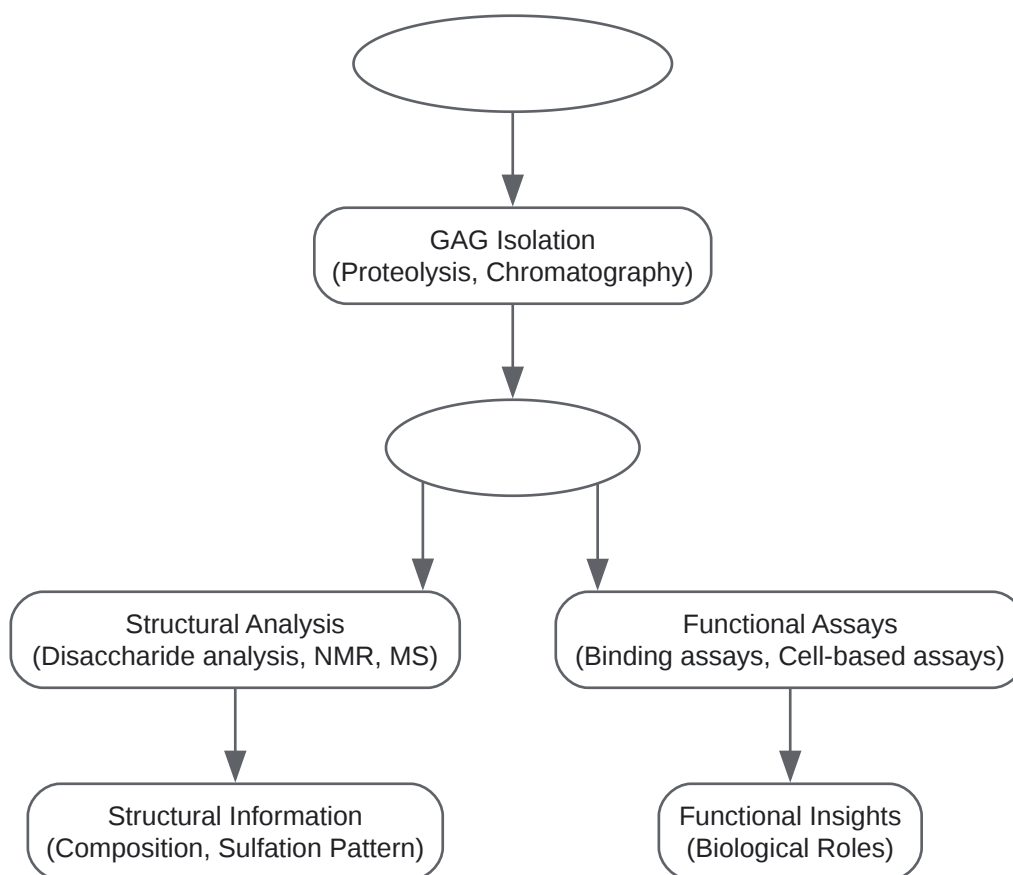 GAG Isolation
(Proteolysis, Chromatography)
Structural Analysis
(Disaccharide analysis, NMR, MS)
Functional Assays
(Binding assays, Cell-based assays)
Structural Information
(Composition, Sulfation Pattern)
Functional Insights
(Biological Roles)